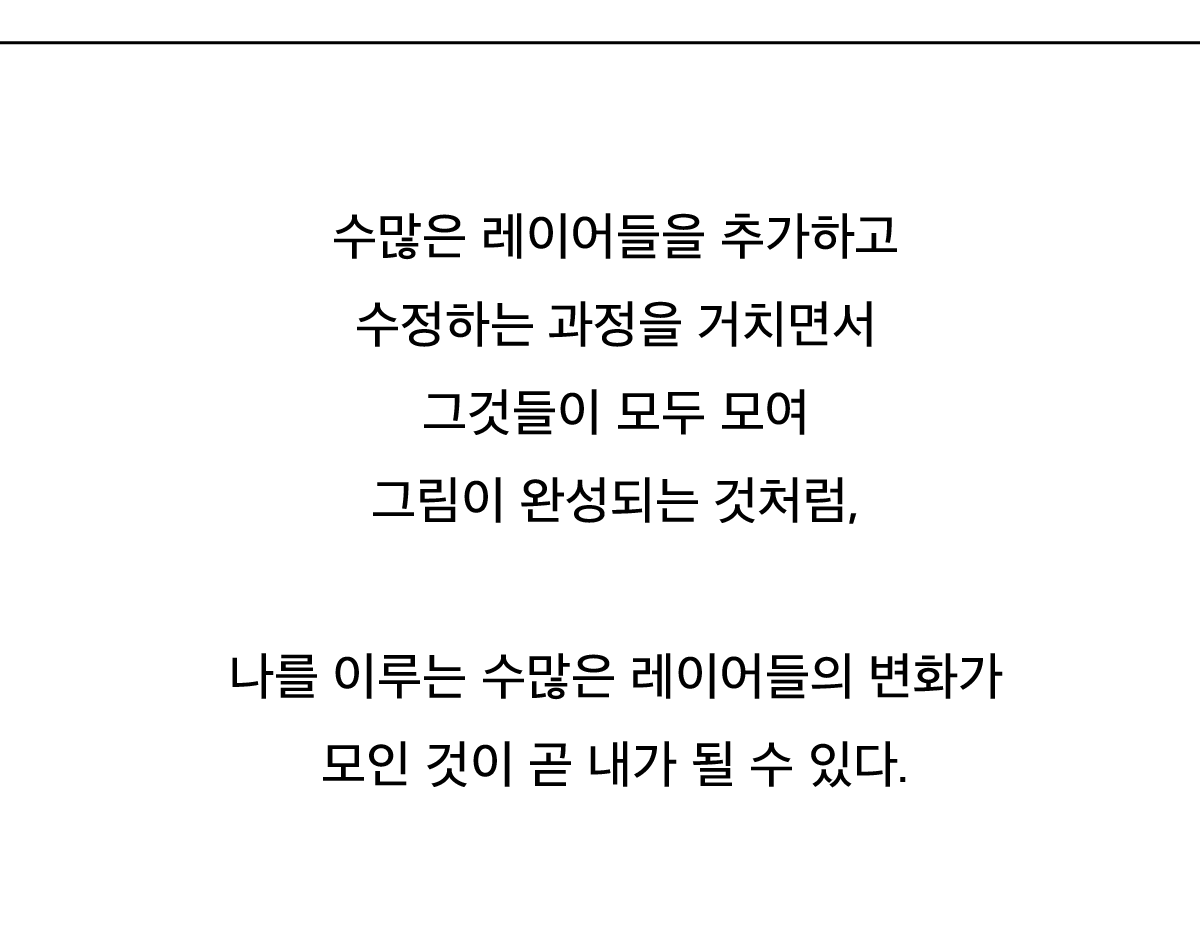 수많은 레이어들을 추가하고
수정하는 과정을 거치면서
그것들이 모두 모여
그림이 완성되는 것처럼,
나를 이루는 수많은 레이어들의 변화가
모인 것이 곧 내가 될 수 있다.